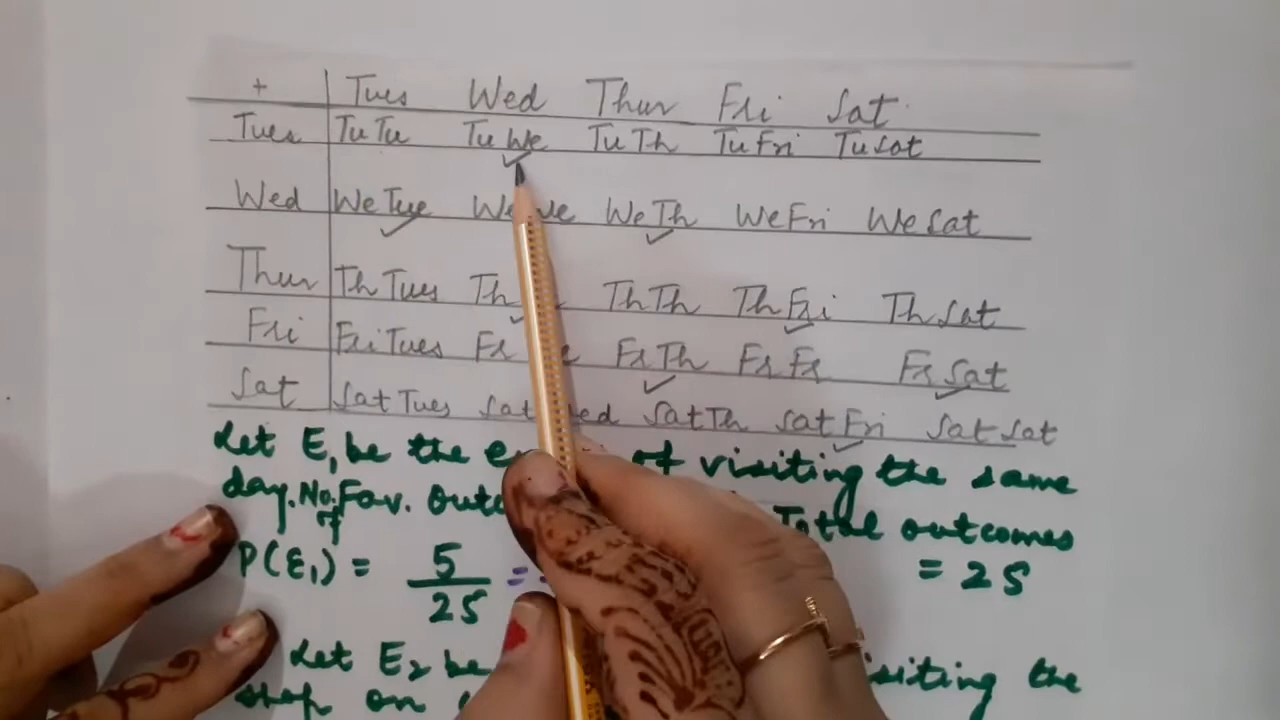 + Tues Wed Thur Fri Sat
Tues TuTu TuWe TuTh TuFri TuSat
Wed WeTue WeTh WeFri WeSat
Thur ThTues ThTh ThFri ThSat
Fri FriTues FrTh FrFr FrSat
Sat SatTues SatTh SatFri SatSat
Let E₁ be the of visiting the same
day. No. of Fav. Total outcomes
P(E₁) = 5/25 = = 25
Let E₂ be the
shop on